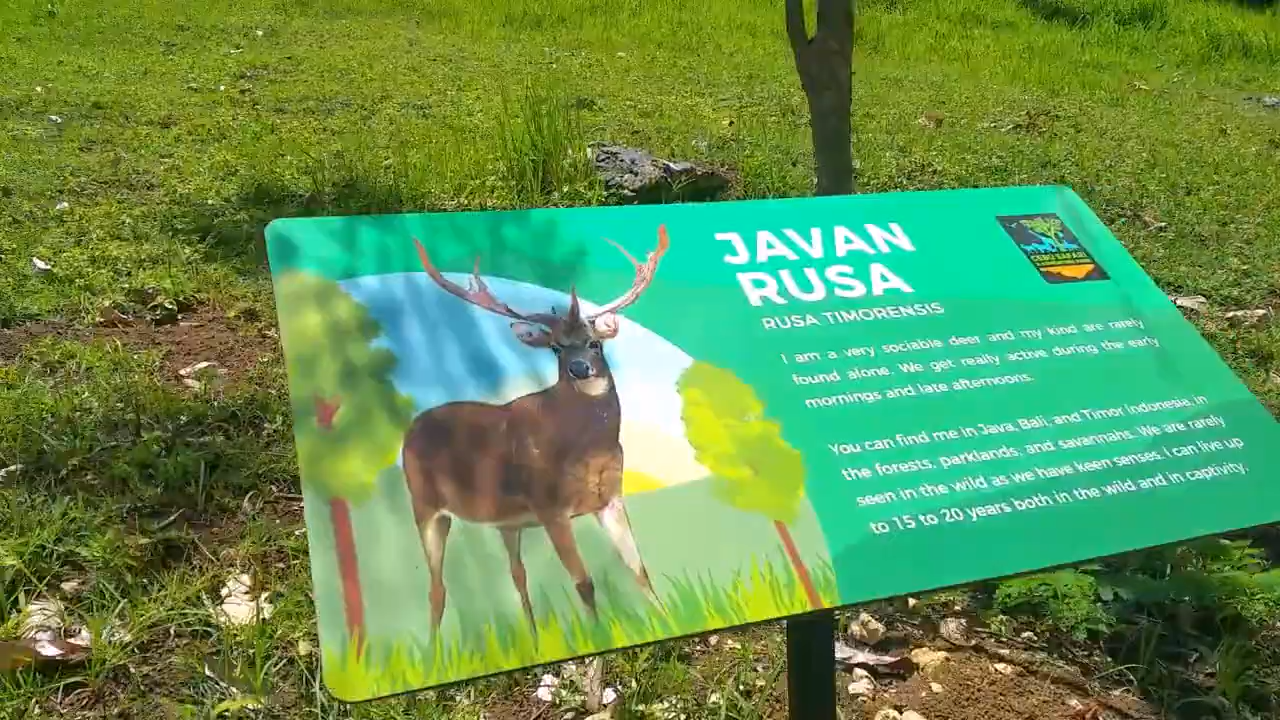 JAVAN
RUSA
RUSA TIMORENSIS
I am a very sociable deer and my kind are rarely
found alone. We get really active during the early
mornings and late afternoons.
You can find me in Java, Bali, and Timor Indonesia, in
the forests, parklands, and savannahs. We are rarely
seen in the wild as we have keen senses. I can live up
to 15 to 20 years both in the wild and in captivity.